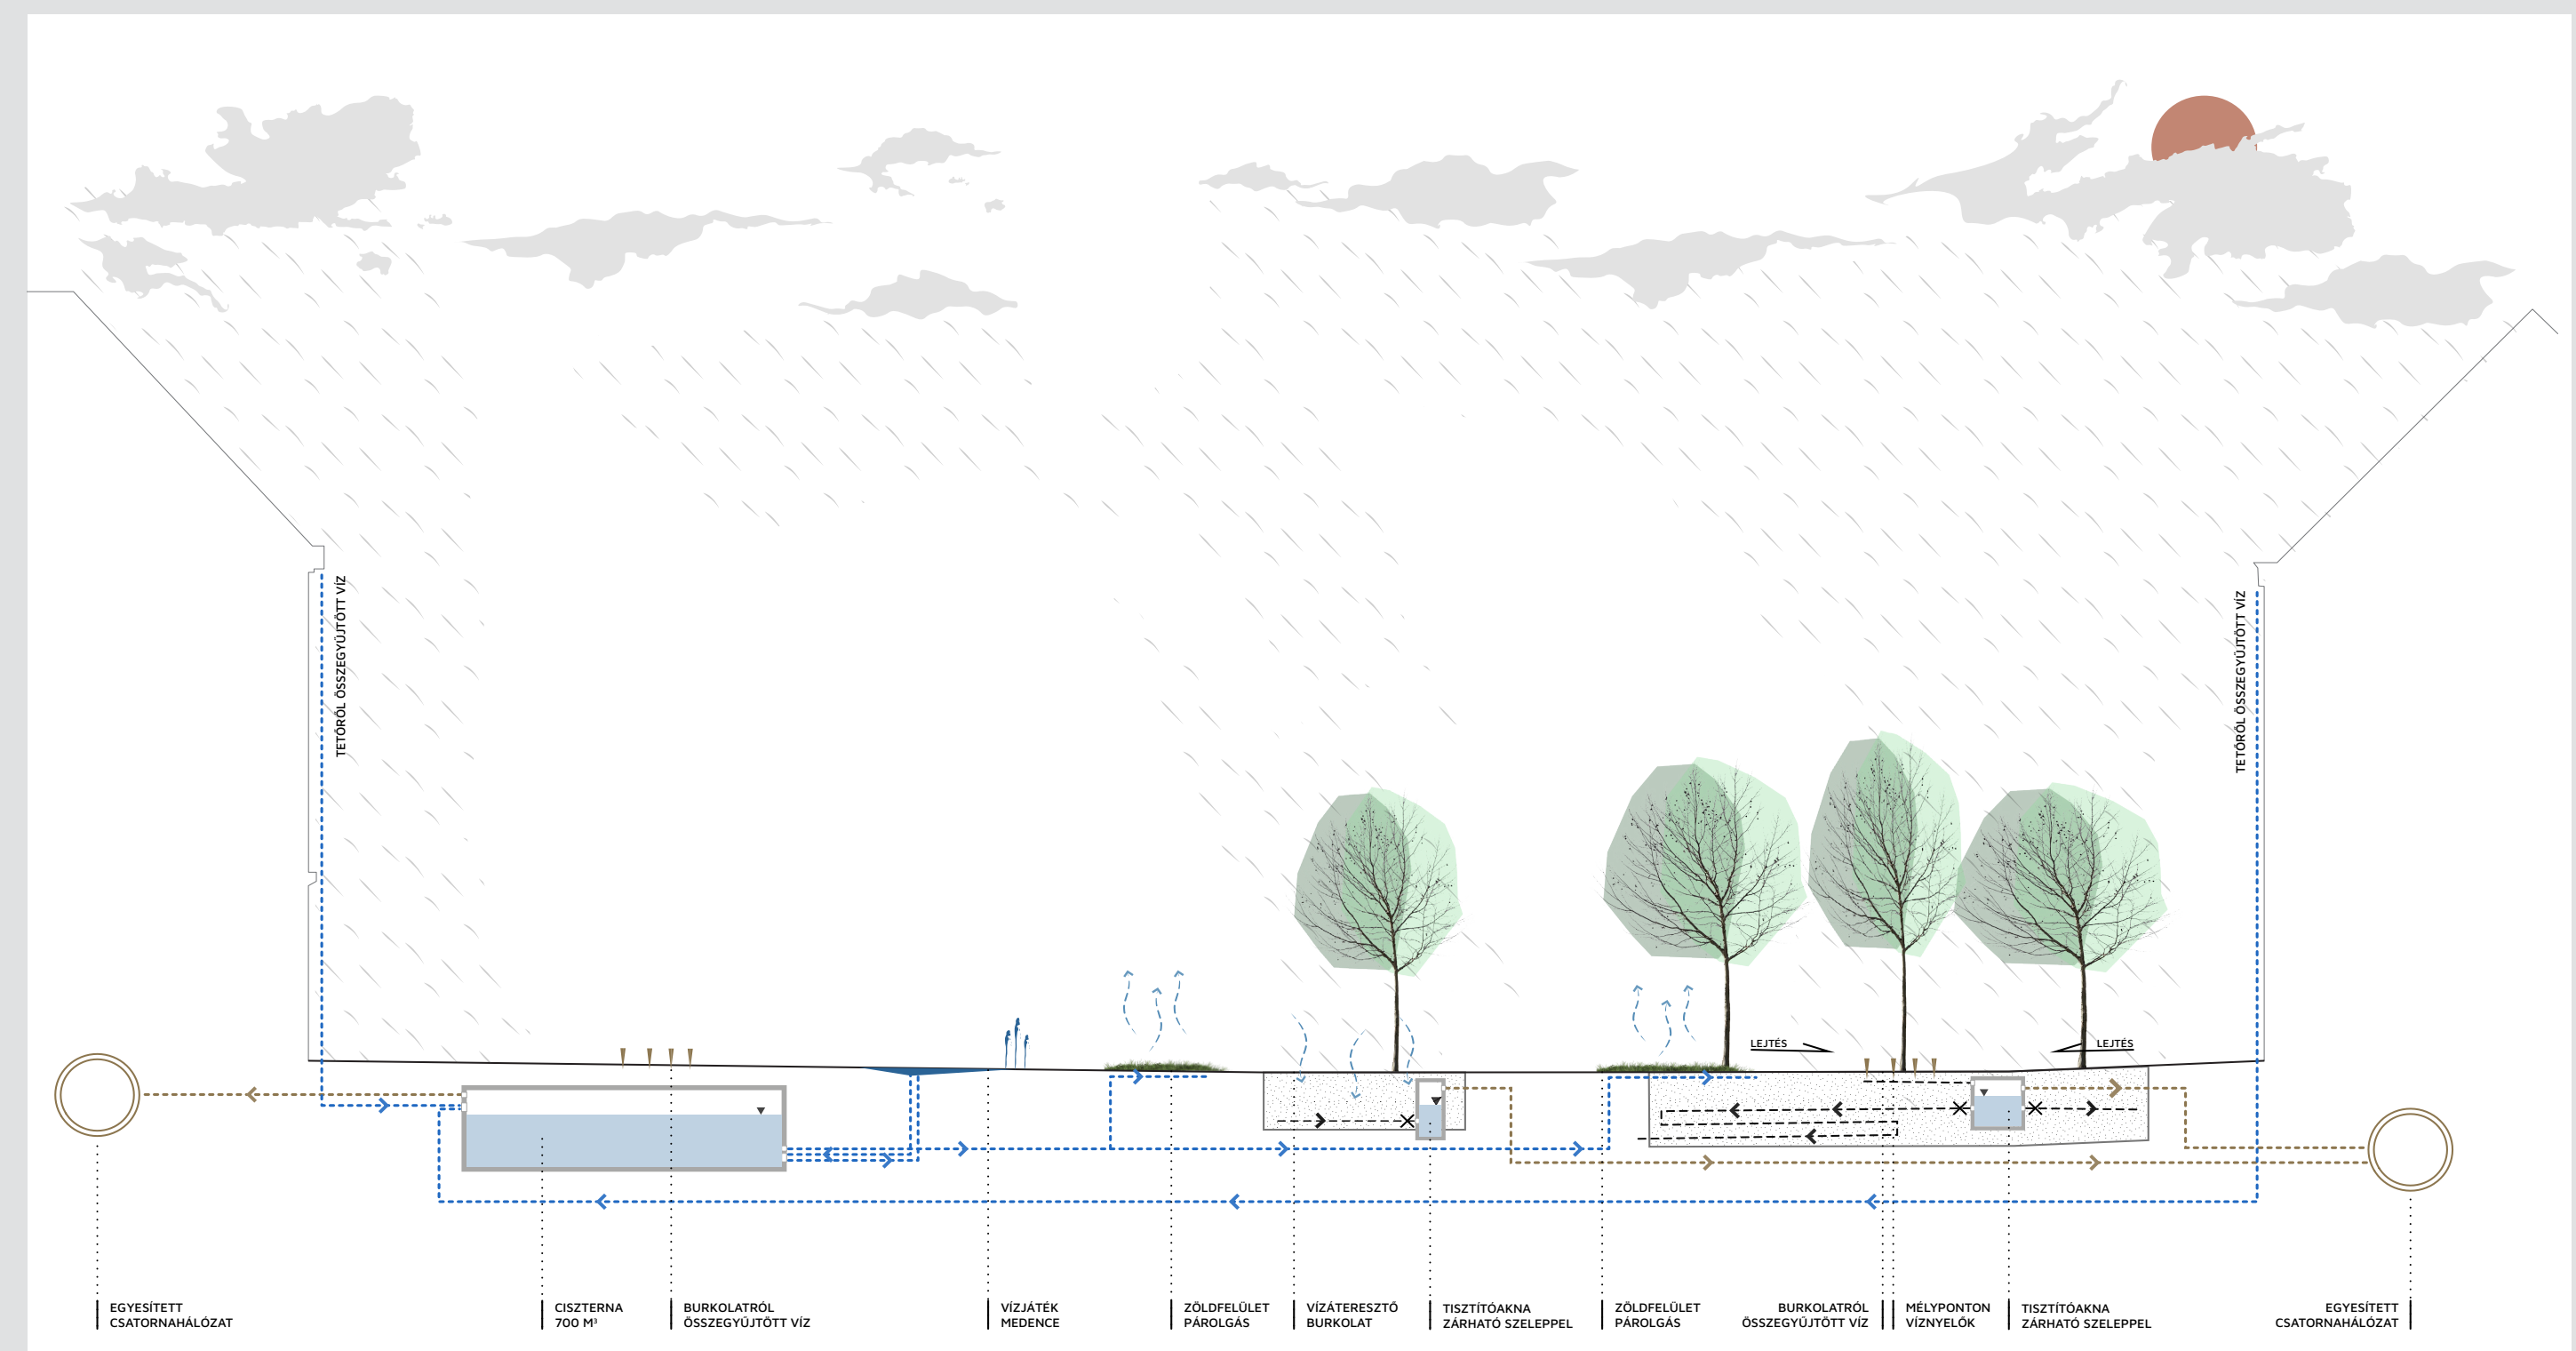 TETŐRŐL ÖSSZEGYŰJTÖTT VÍZ
TETŐRŐL ÖSSZEGYŰJTÖTT VÍZ
LEJTÉS
LEJTÉS
EGYESÍTETT
CSATORNAHÁLÓZAT
CISZTERNA
700 M³
BURKOLATRÓL
ÖSSZEGYŰJTÖTT VÍZ
VÍZJÁTÉK
MEDENCE
ZÖLDFELÜLET
PÁROLGÁS
VÍZÁTERESZTŐ
BURKOLAT
TISZTÍTÓAKNA
ZÁRHATÓ SZELEPPEL
ZÖLDFELÜLET
PÁROLGÁS
BURKOLATRÓL
ÖSSZEGYŰJTÖTT VÍZ
MÉLYPONTON
VÍZNYELŐK
TISZTÍTÓAKNA
ZÁRHATÓ SZELEPPEL
EGYESÍTETT
CSATORNAHÁLÓZAT